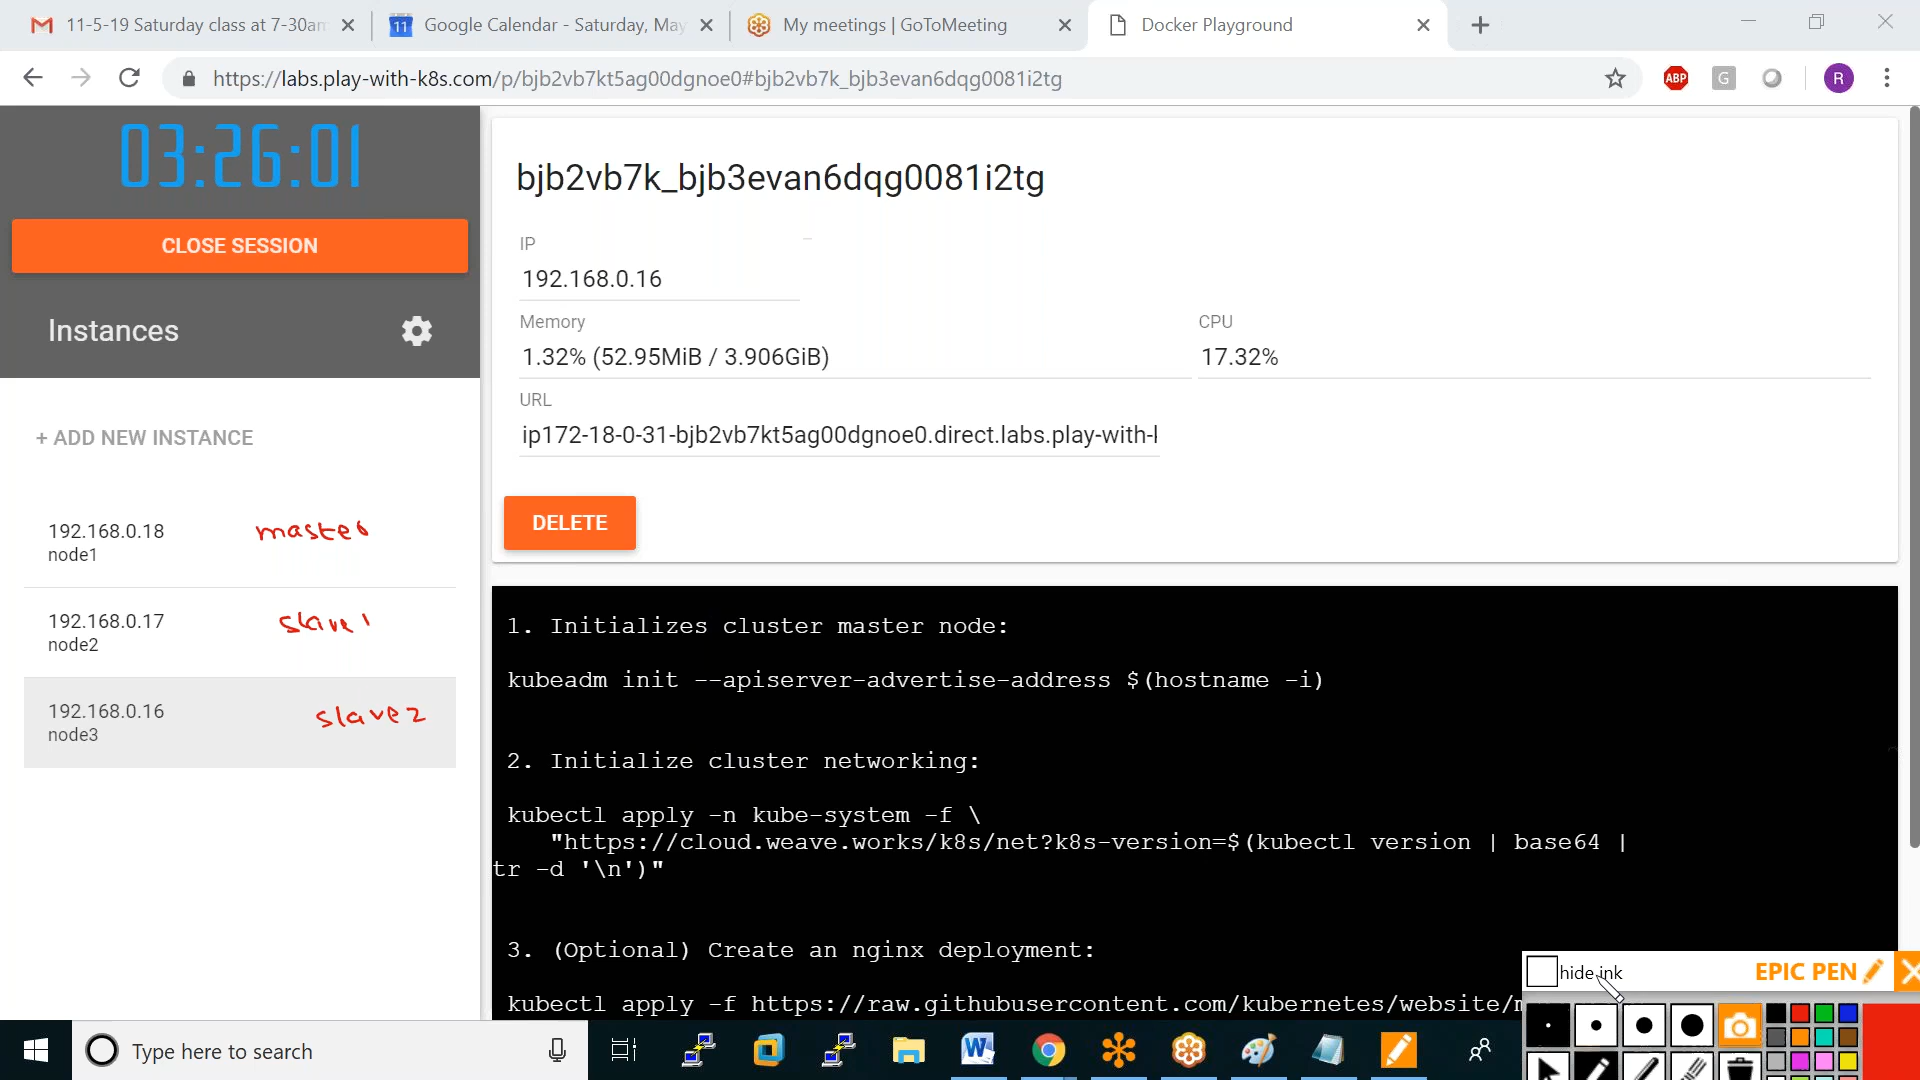 11-5-19 Saturday class at 7-30am
Google Calendar - Saturday, May
My meetings | GoToMeeting
Docker Playground
https://labs.play-with-k8s.com/p/bjb2vb7kt5ag00dgnoe0#bjb2vb7k_bjb3evan6dqg0081i2tg
ABP
G
R
03:26:01
CLOSE SESSION
Instances
+ ADD NEW INSTANCE
192.168.0.18
node1
master
192.168.0.17
node2
slave1
192.168.0.16
node3
slave2
bjb2vb7k_bjb3evan6dqg0081i2tg
IP
192.168.0.16
Memory
1.32% (52.95MiB / 3.906GiB)
CPU
17.32%
URL
ip172-18-0-31-bjb2vb7kt5ag00dgnoe0.direct.labs.play-with-
DELETE
1. Initializes cluster master node:
kubeadm init --apiserver-advertise-address $(hostname -i)
2. Initialize cluster networking:
kubectl apply -n kube-system -f \
"https://cloud.weave.works/k8s/net?k8s-version=$(kubectl version | base64 |
tr -d '\n')"
3. (Optional) Create an nginx deployment:
kubectl apply -f https://raw.githubusercontent.com/kubernetes/website/
hide ink
EPIC PEN
Type here to search